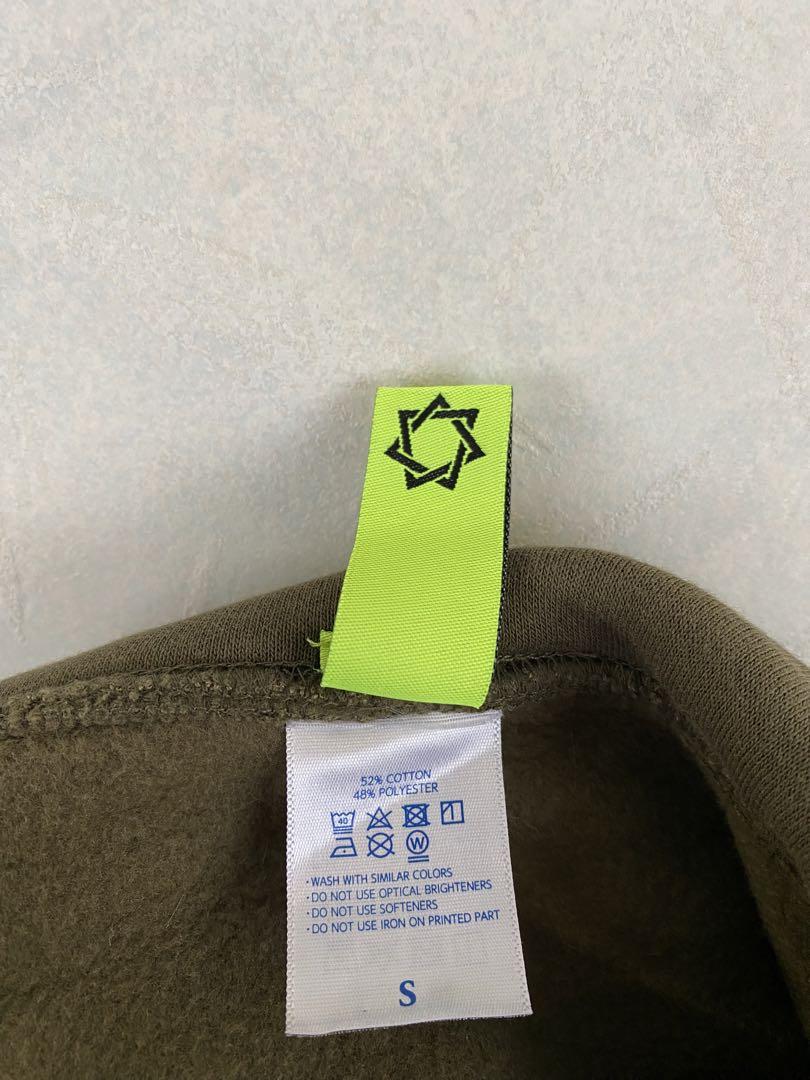 52% COTTON
48% POLYESTER
40
W
·WASH WITH SIMILAR COLORS
·DO NOT USE OPTICAL BRIGHTENERS
·DO NOT USE SOFTENERS
·DO NOT USE IRON ON PRINTED PART
S